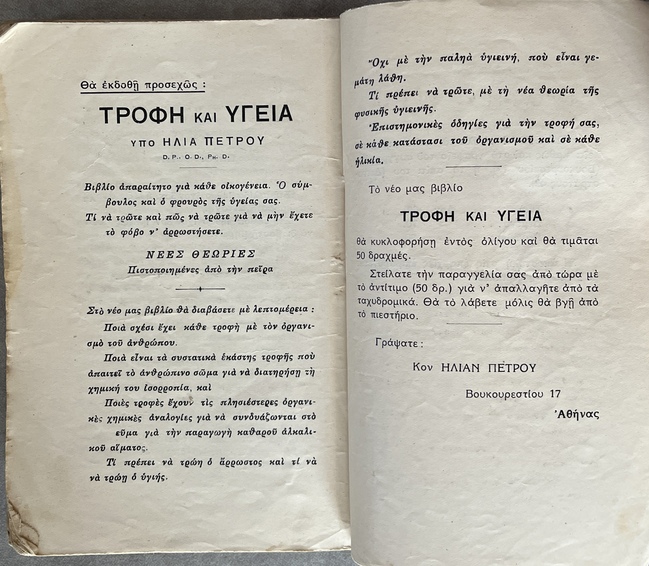 Θὰ ἐκδοθῇ προσεχῶς :
ΤΡΟΦΗ ΚΑΙ ΥΓΕΙΑ
ΥΠΟ ΗΛΙΑ ΠΕΤΡΟΥ
D. P., O. D., PH. D.
Βιβλίο ἀπαραίτητο γιὰ κάθε οἰκογένεια. Ὁ σύμ-
βουλος καὶ ὁ φρουρὸς τῆς ὑγείας σας.
Τί νὰ τρῶτε καὶ πῶς νὰ τρῶτε γιὰ νὰ μὴν ἔχετε
τὸ φόβο ν' ἀρρωστήσετε.
ΝΕΕΣ ΘΕΩΡΙΕΣ
Πιστοποιημένες ἀπὸ τὴν πεῖρα
Στὸ νέο μας βιβλίο θὰ διαβάσετε μὲ λεπτομέρεια :
Ποιὰ σχέσι ἔχει κάθε τροφὴ μὲ τὸν ὀργανι-
σμὸ τοῦ ἀνθρώπου.
Ποιὰ εἶναι τὰ συστατικὰ ἑκάστης τροφῆς ποὺ
ἀπαιτεῖ τὸ ἀνθρώπινο σῶμα γιὰ νὰ διατηρήσῃ τὴ
χημική του ἰσορροπία, καὶ
Ποιὲς τροφὲς ἔχουν τὶς πλησιέστερες ὀργανι-
κὲς χημικὲς ἀναλογίες γιὰ νὰ συνδυάζωνται στὸ
εῦμα γιὰ τὴν παραγωγὴ καθαροῦ ἀλκαλι-
κοῦ αἵματος.
Τί πρέπει νὰ τρώῃ ὁ ἄρρωστος καὶ τί νὰ
νὰ τρώῃ ὁ ὑγιής.
Ὄχι μὲ τὴν παληὰ ὑγιεινή, ποὺ εἶναι γε-
μάτη λάθη.
Τί πρέπει νὰ τρῶτε, μὲ τὴ νέα θεωρία τῆς
φυσικῆς ὑγιεινῆς.
Ἐπιστημονικὲς ὁδηγίες γιὰ τὴν τροφή σας,
σὲ κάθε κατάστασι τοῦ ὀργανισμοῦ καὶ σὲ κάθε
ἡλικία.
Τὸ νέο μας βιβλίο
ΤΡΟΦΗ ΚΑΙ ΥΓΕΙΑ
θὰ κυκλοφορήσῃ ἐντὸς ὀλίγου καὶ θὰ τιμᾶται
50 δραχμές.
Στείλατε τὴν παραγγελία σας ἀπὸ τώρα μὲ
τὸ ἀντίτιμο (50 δρ.) γιὰ ν' ἀπαλλαγῆτε ἀπὸ τὰ
ταχυδρομικά. Θὰ τὸ λάβετε μόλις θὰ βγῇ ἀπὸ
τὸ πιεστήριο.
Γράψατε :
Κον ΗΛΙΑΝ ΠΕΤΡΟΥ
Βουκουρεστίου 17
Ἀθήνας